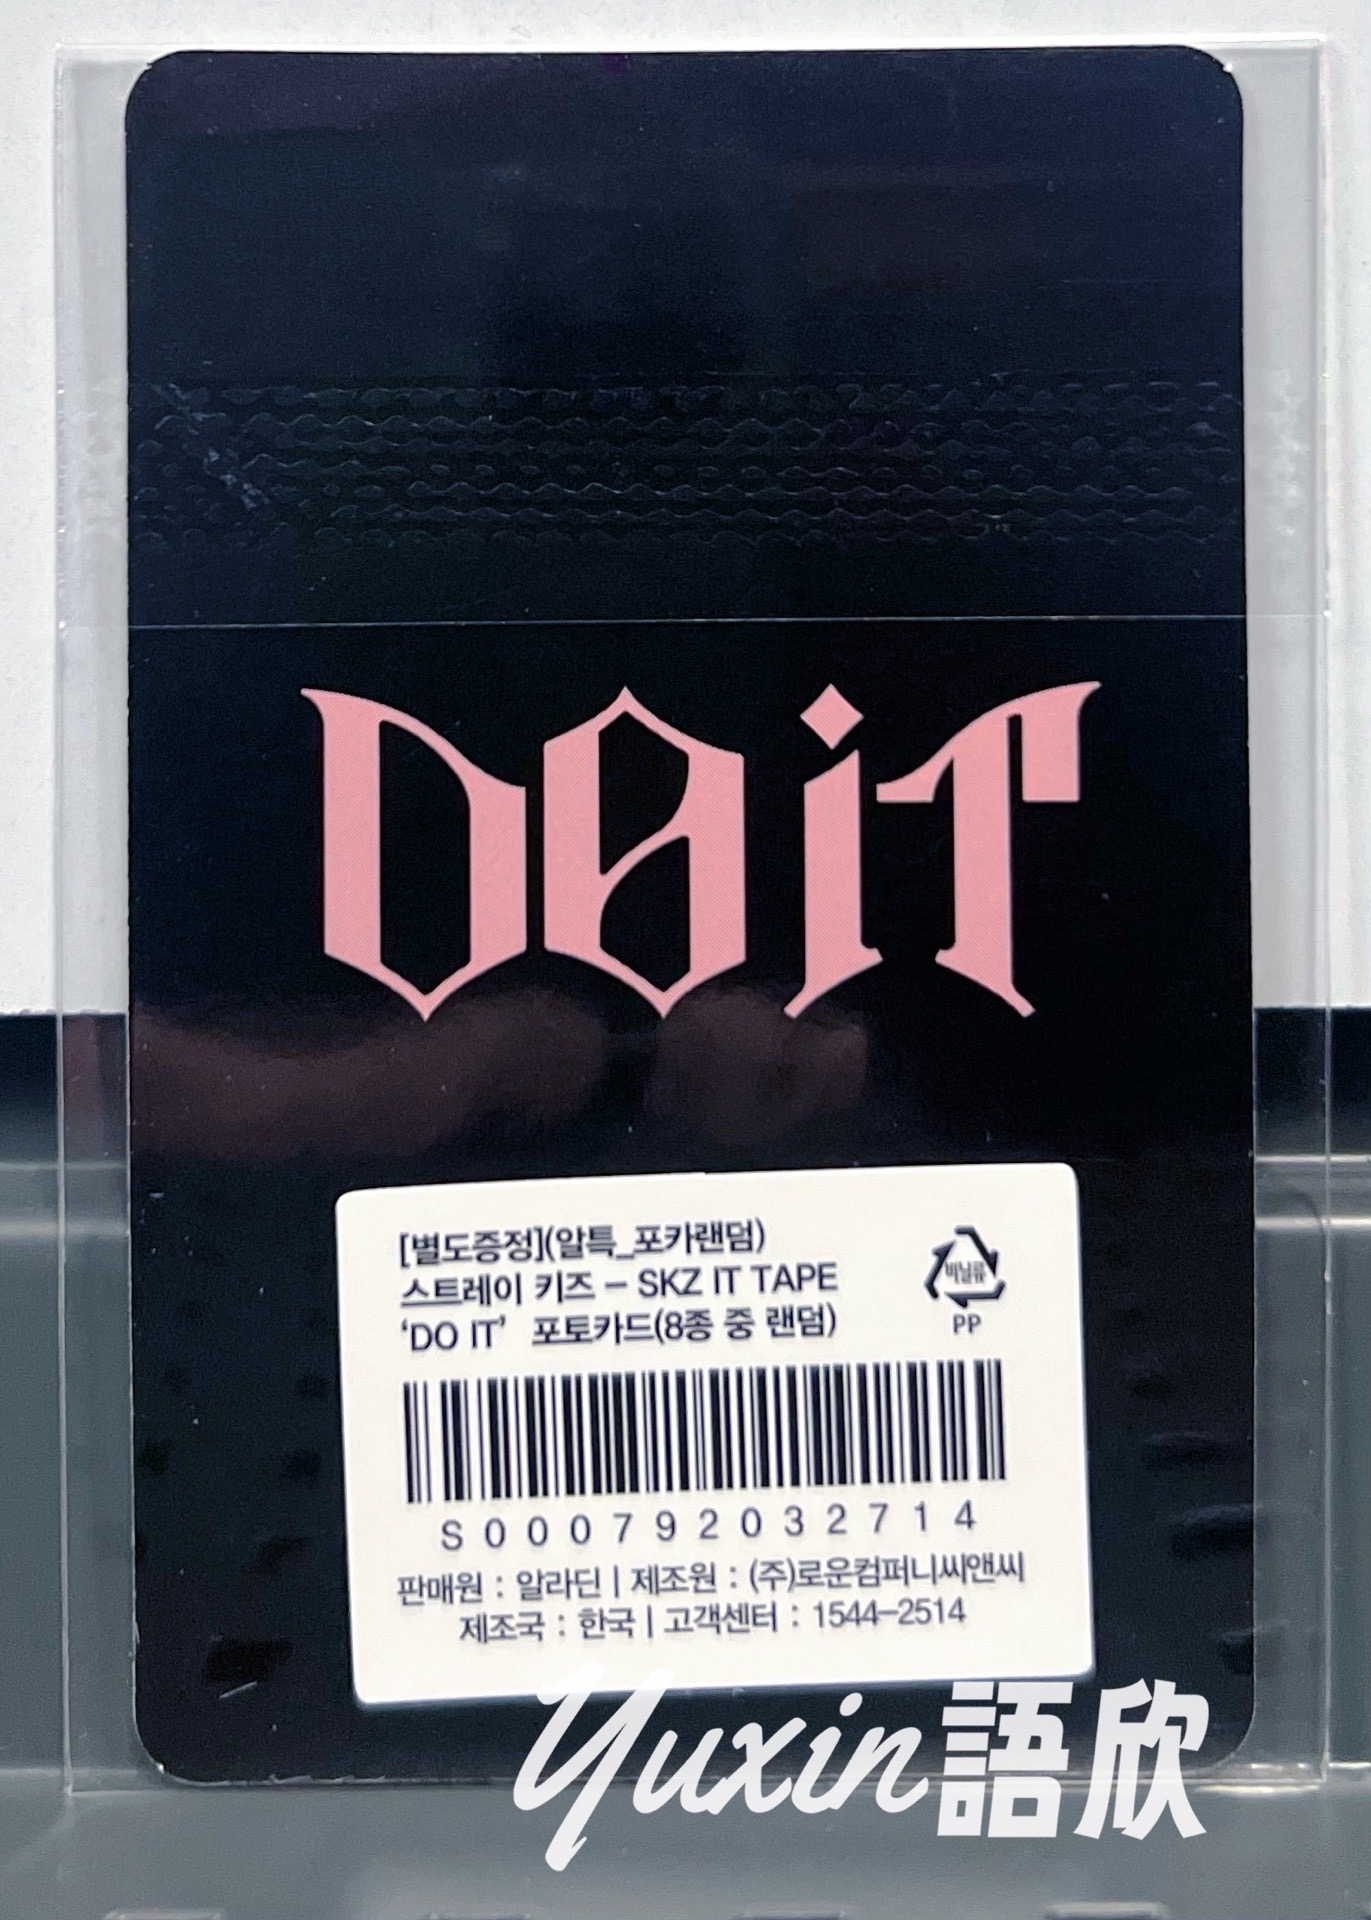 DO iT
[별도증정](알특_포카랜덤)
스트레이 키즈 – SKZ IT TAPE
‘DO IT’ 포토카드(8종 중 랜덤)
비닐류
PP
S000792032714
판매원 : 알라딘 | 제조원 : (주)로운컴퍼니씨앤씨
제조국 : 한국 | 고객센터 : 1544-2514
Yuxin語欣